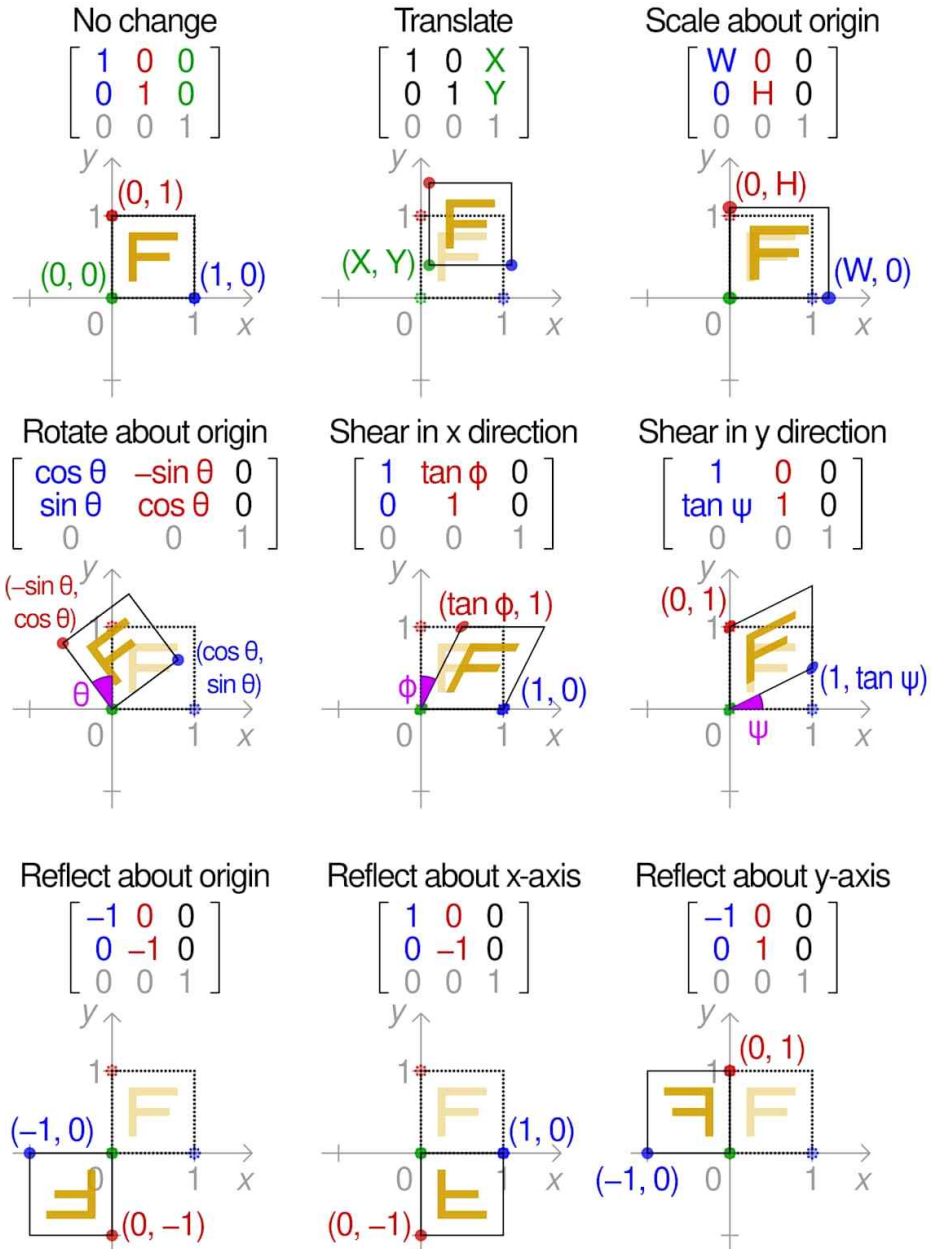 No change
1 0 0
0 1 0
0 0 1
y
(0, 1)
1
(0, 0)
(1, 0)
0
1
x
Translate
1 0 X
0 1 Y
0 0 1
y
1
(X, Y)
0
1
x
Scale about origin
W 0 0
0 H 0
0 0 1
y
(0, H)
1
(W, 0)
0
1
x
Rotate about origin
cos θ −sin θ 0
sin θ cos θ 0
0 0 1
y
(−sin θ,
cos θ)
1
(cos θ,
sin θ)
θ
0
1
x
Shear in x direction
1 tan ϕ 0
0 1 0
0 0 1
y
(tan ϕ, 1)
1
ϕ
(1, 0)
0
1
x
Shear in y direction
1 0 0
tan ψ 1 0
0 0 1
y
(0, 1)
1
(1, tan ψ)
ψ
0
1
x
Reflect about origin
−1 0 0
0 −1 0
0 0 1
y
1
(−1, 0)
0
1
x
(0, −1)
Reflect about x-axis
1 0 0
0 −1 0
0 0 1
y
1
(1, 0)
0
1
x
(0, −1)
Reflect about y-axis
−1 0 0
0 1 0
0 0 1
y
(0, 1)
1
(−1, 0)
0
1
x